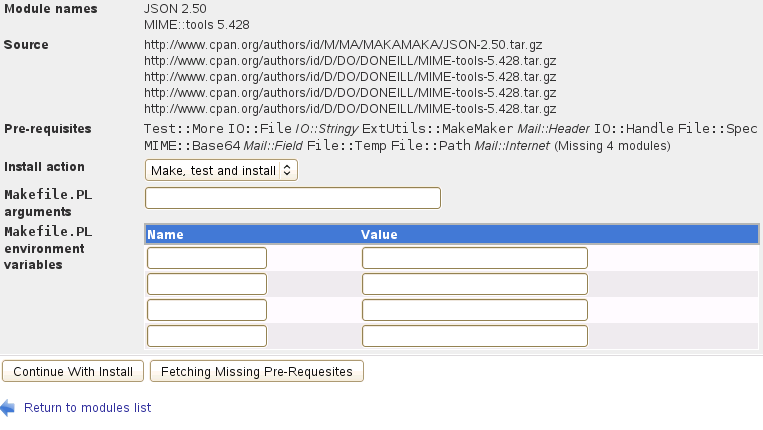 Module names JSON 2.50
MIME::tools 5.428
Source http://www.cpan.org/authors/id/M/MA/MAKAMAKA/JSON-2.50.tar.gz
http://www.cpan.org/authors/id/D/DO/DONEILL/MIME-tools-5.428.tar.gz
http://www.cpan.org/authors/id/D/DO/DONEILL/MIME-tools-5.428.tar.gz
http://www.cpan.org/authors/id/D/DO/DONEILL/MIME-tools-5.428.tar.gz
http://www.cpan.org/authors/id/D/DO/DONEILL/MIME-tools-5.428.tar.gz
Pre-requisites Test::More IO::File IO::Stringy ExtUtils::MakeMaker Mail::Header IO::Handle File::Spec
MIME::Base64 Mail::Field File::Temp File::Path Mail::Internet (Missing 4 modules)
Install action Make, test and install
Makefile.PL
arguments
Makefile.PL
environment
variables
Name Value
Continue With Install Fetching Missing Pre-Requesites
Return to modules list